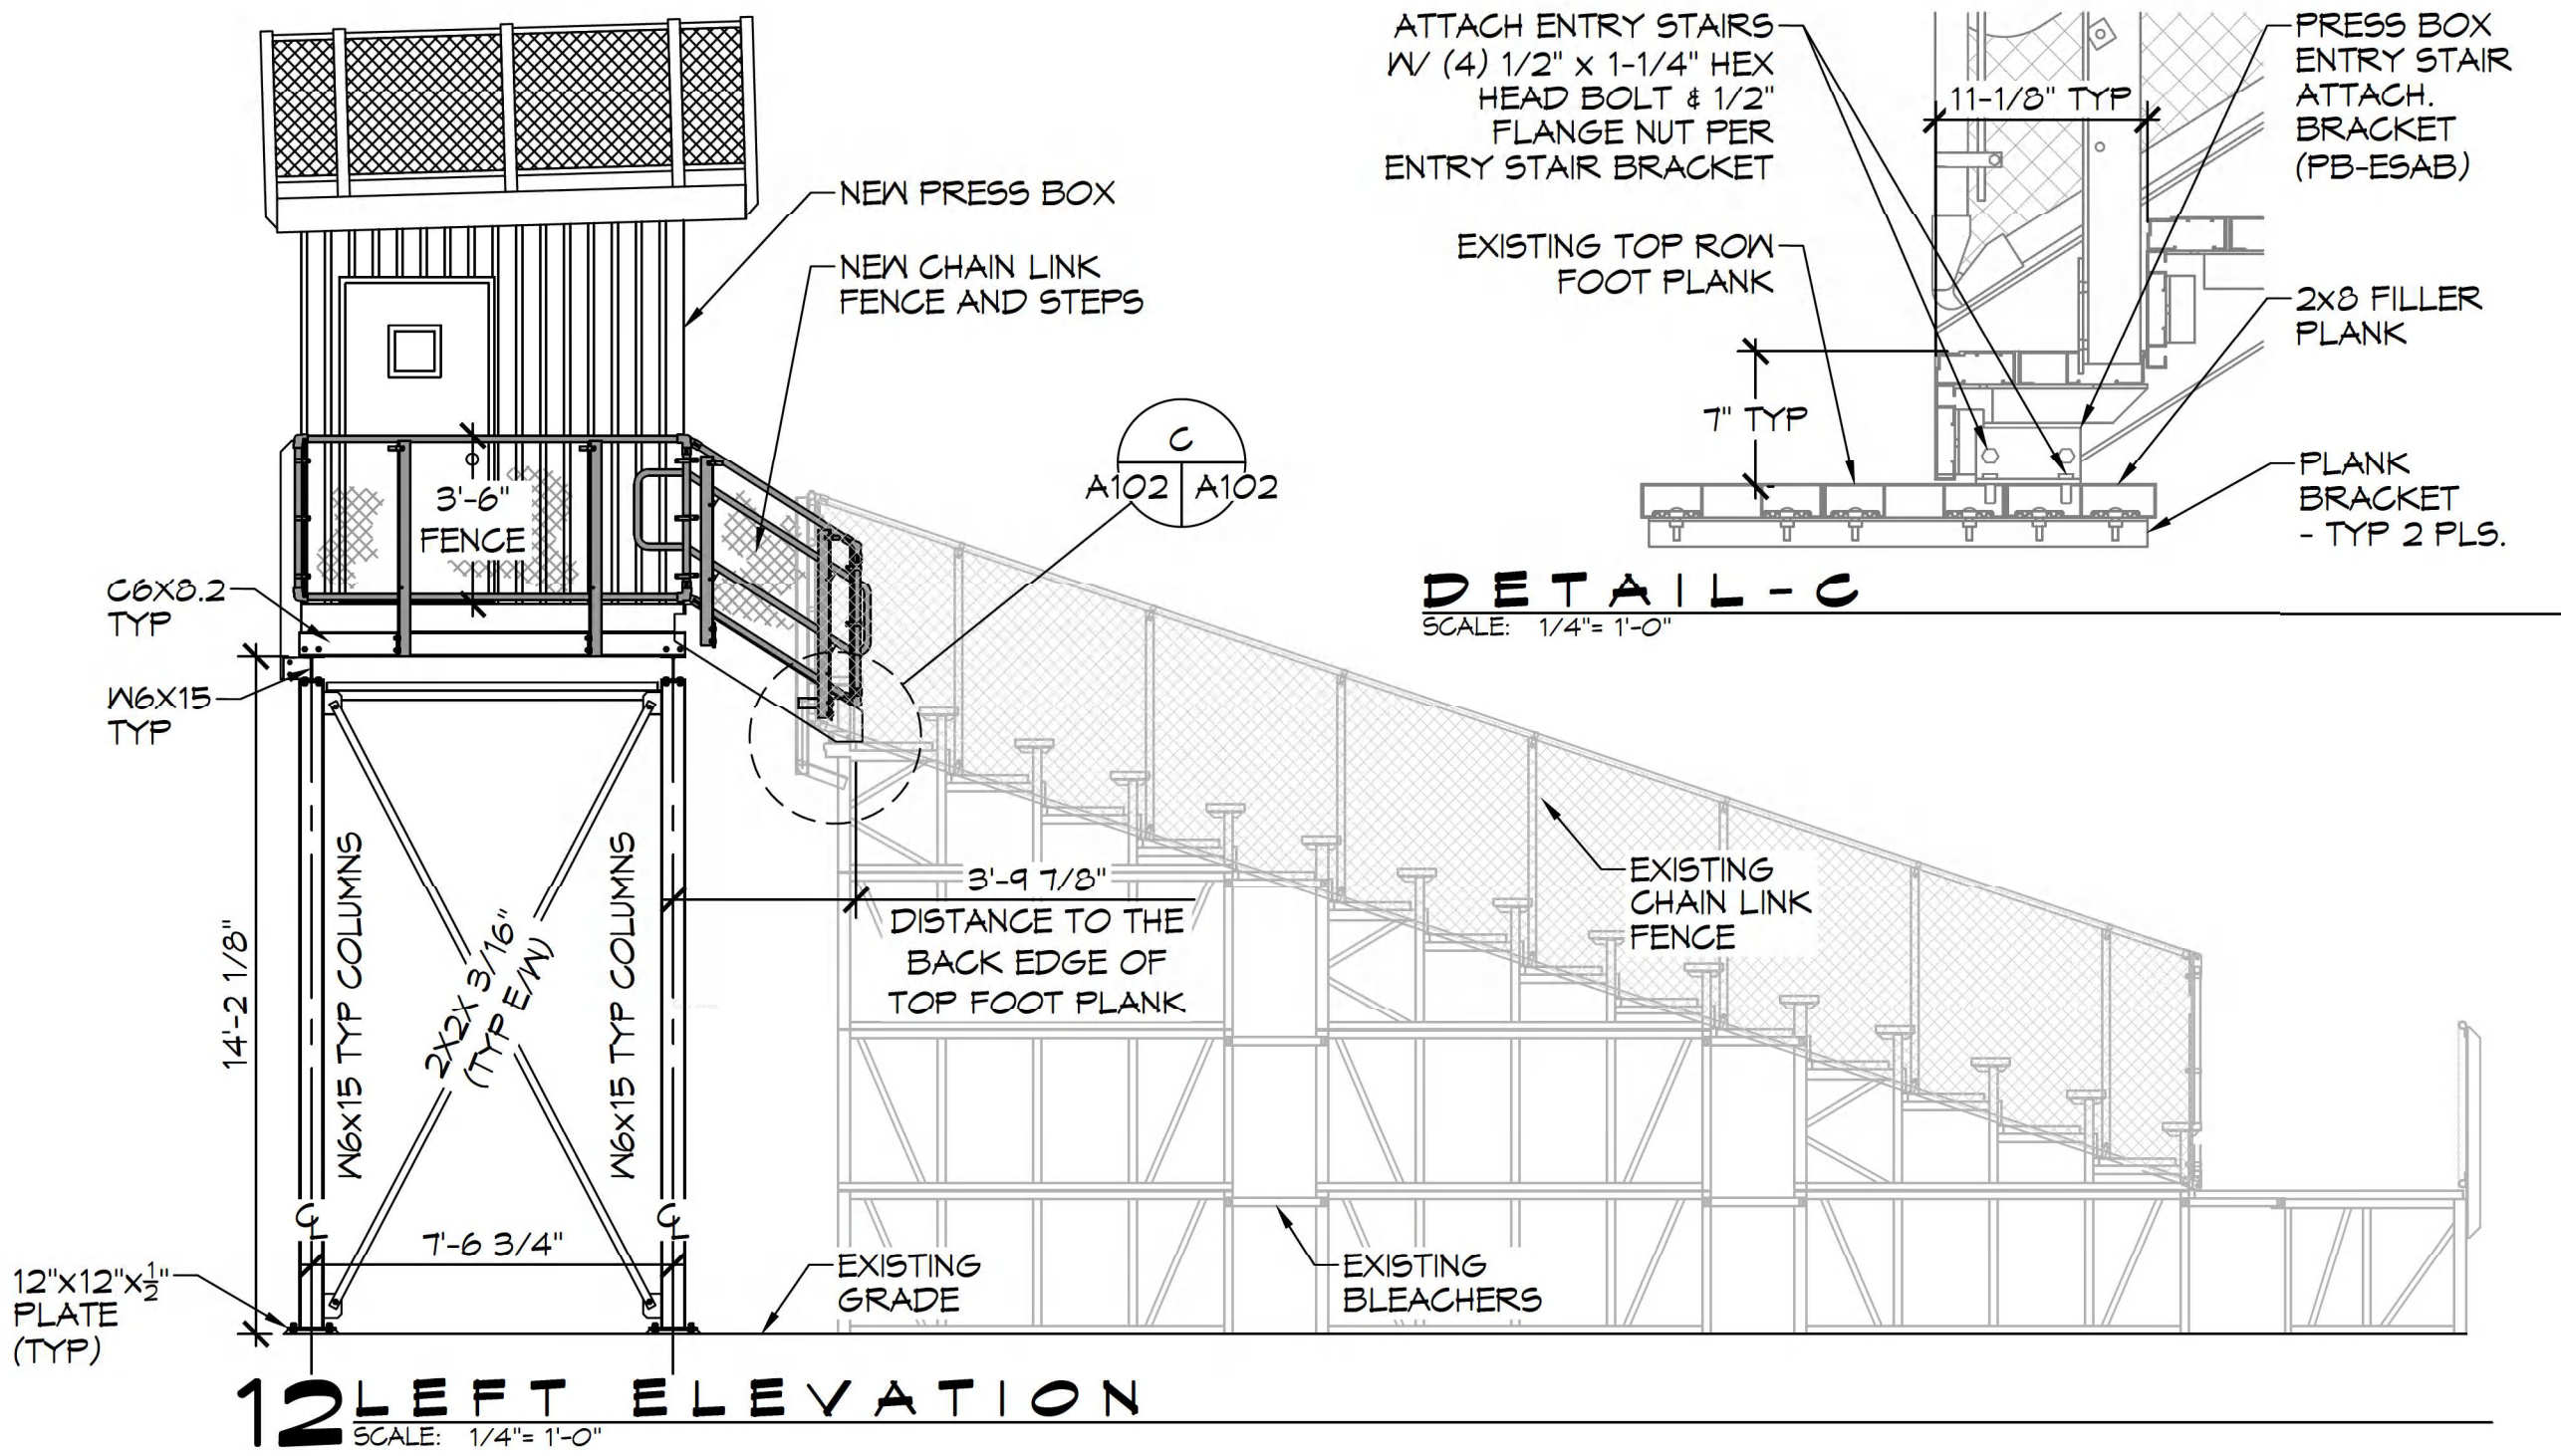 ATTACH ENTRY STAIRS
W/ (4) 1/2" x 1-1/4" HEX
HEAD BOLT & 1/2"
FLANGE NUT PER
ENTRY STAIR BRACKET
11-1/8" TYP
PRESS BOX
ENTRY STAIR
ATTACH.
BRACKET
(PB-ESAB)
NEW PRESS BOX
NEW CHAIN LINK
FENCE AND STEPS
EXISTING TOP ROW
FOOT PLANK
2x8 FILLER
PLANK
7" TYP
PLANK
BRACKET
- TYP 2 PLS.
C
A102
A102
3'-6"
FENCE
DETAIL-C
SCALE: 1/4"= 1'-0"
C6X8.2
TYP
W6X15
TYP
14'-2 1/8"
W6x15 TYP COLUMNS
2X2X 3/16"
(TYP E/W)
W6x15 TYP COLUMNS
3'-9 7/8"
DISTANCE TO THE
BACK EDGE OF
TOP FOOT PLANK
EXISTING
CHAIN LINK
FENCE
CL
CL
7'-6 3/4"
12"x12"x1/2"
PLATE
(TYP)
EXISTING
GRADE
EXISTING
BLEACHERS
12 LEFT ELEVATION
SCALE: 1/4"= 1'-0"